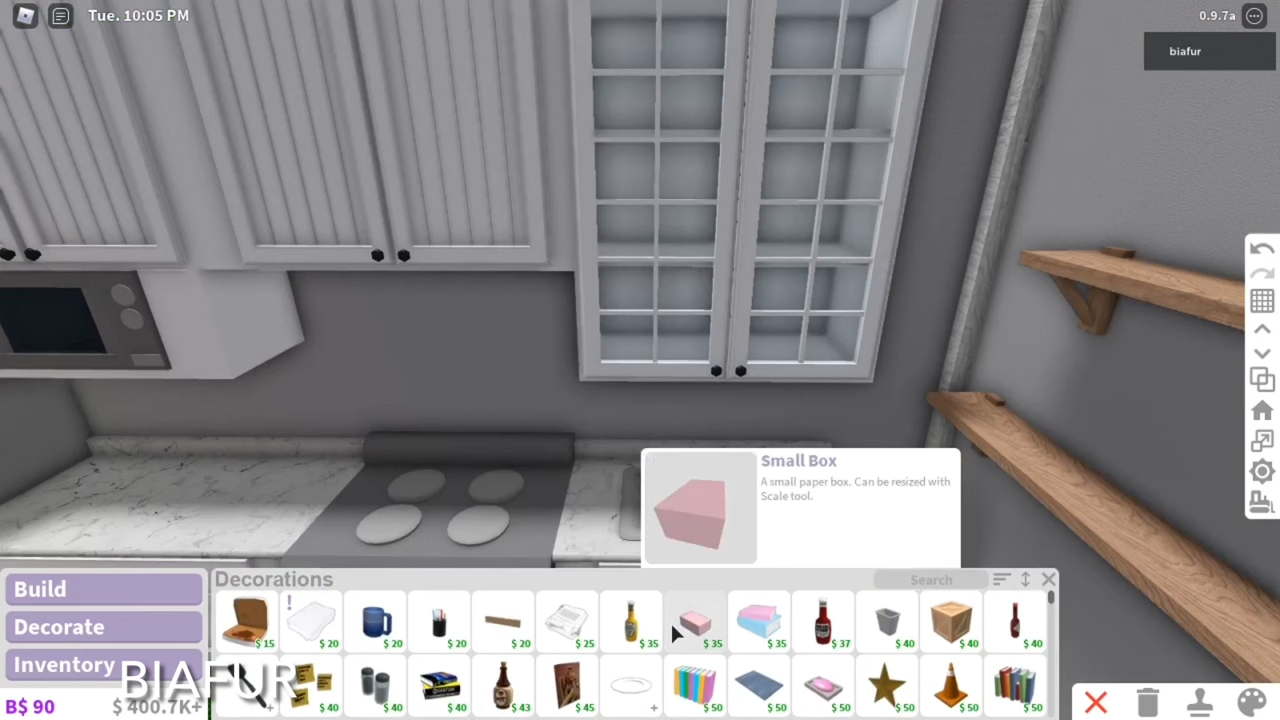 Tue. 10:05 PM
0.9.7a
biafur
Small Box
A small paper box. Can be resized with
Scale tool.
Build
Decorate
Inventory
B$ 90
$ 400.7K+
BIAFUR
Decorations
Search
$ 15
$ 20
$ 20
$ 20
$ 20
$ 25
$ 35
$ 35
$ 35
$ 37
$ 40
$ 40
$ 40
+
$ 40
$ 40
$ 40
$ 43
$ 45
+
$ 50
$ 50
$ 50
$ 50
$ 50
$ 50